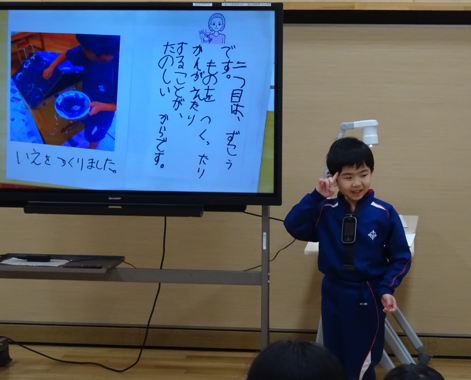 二つ目は、ずこう
です。
ものを つくったり
かんがえたり
することが、
たのしい からです。
いえをつくりました。
SHARP